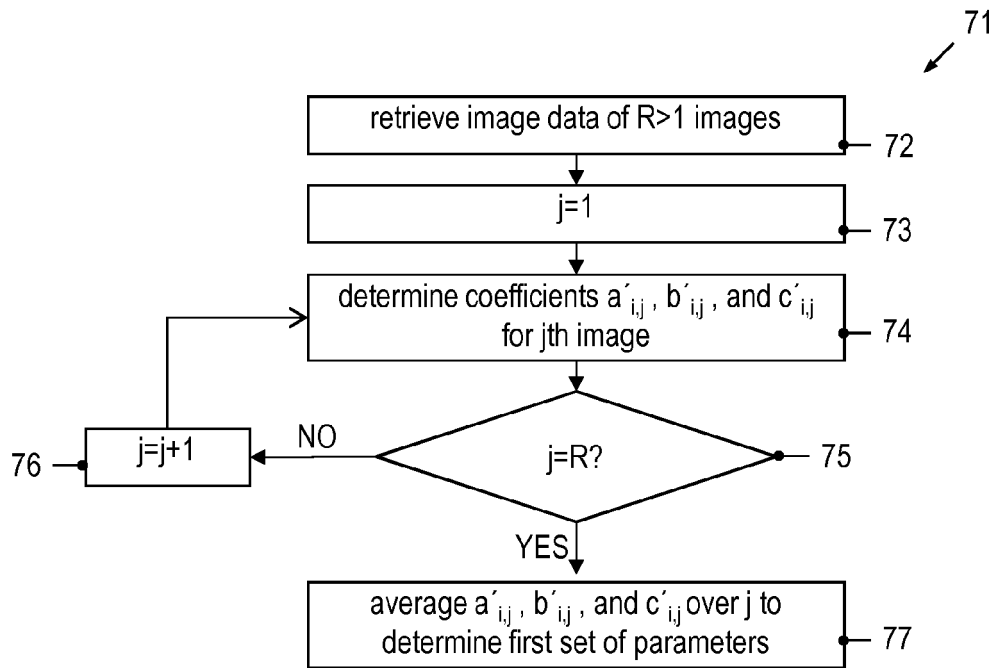 71
retrieve image data of R>1 images
72
j=1
73
determine coefficients a´i,j , b´i,j, and c´i,j
for jth image
74
j=R?
75
NO
j=j+1
76
YES
average a´i,j , b´i,j, and c´i,j over j to
determine first set of parameters
77